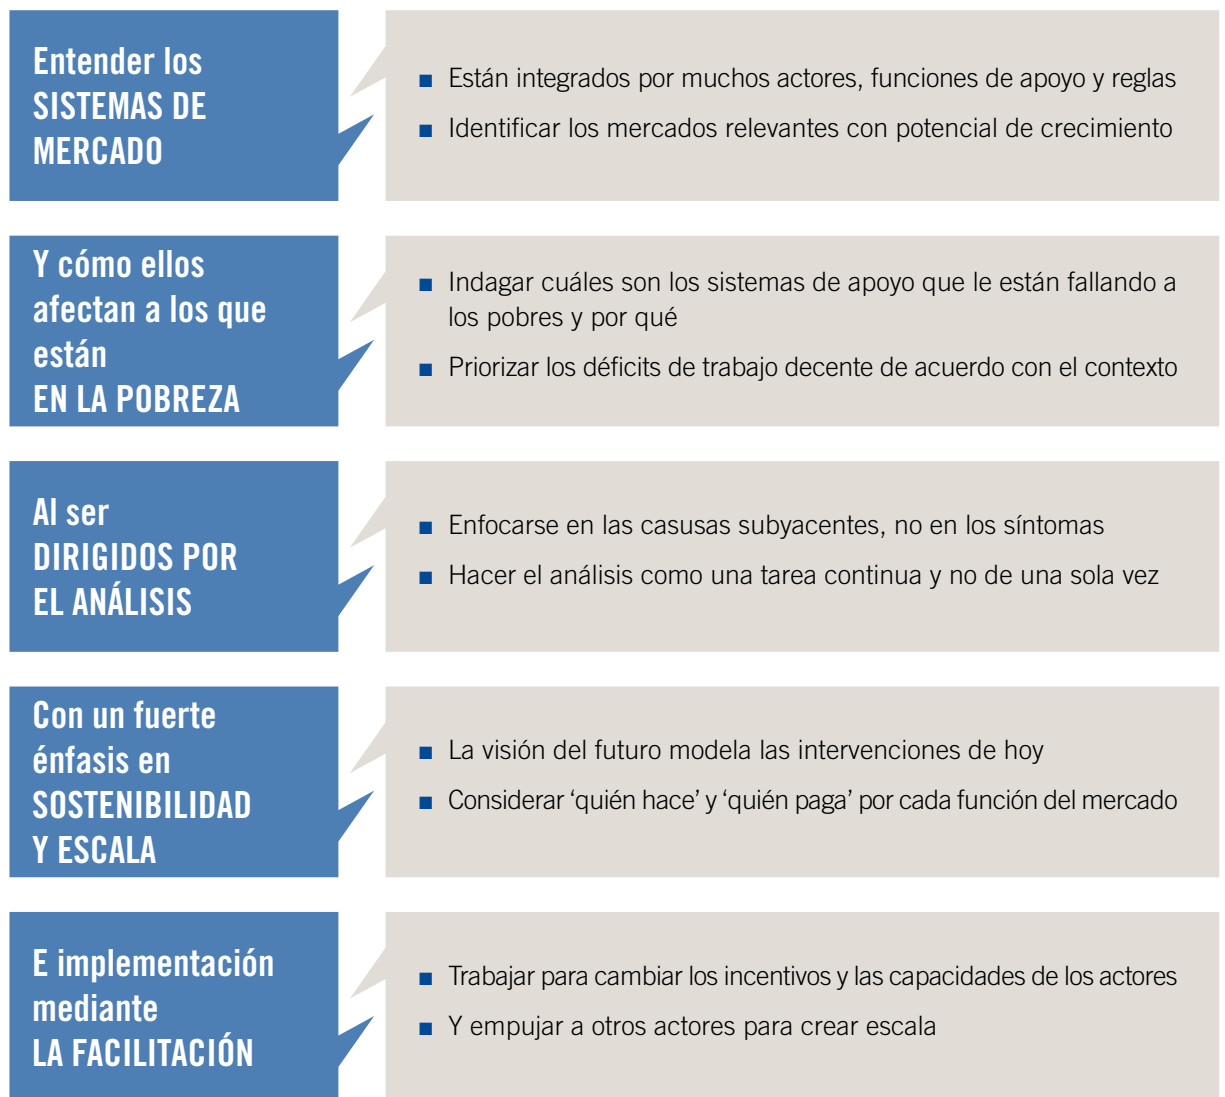 Entender los
SISTEMAS DE
MERCADO
■ Están integrados por muchos actores, funciones de apoyo y reglas
■ Identificar los mercados relevantes con potencial de crecimiento
Y cómo ellos
afectan a los que
están
EN LA POBREZA
■ Indagar cuáles son los sistemas de apoyo que le están fallando a
los pobres y por qué
■ Priorizar los déficits de trabajo decente de acuerdo con el contexto
Al ser
DIRIGIDOS POR
EL ANÁLISIS
■ Enfocarse en las casusas subyacentes, no en los síntomas
■ Hacer el análisis como una tarea continua y no de una sola vez
Con un fuerte
énfasis en
SOSTENIBILIDAD
Y ESCALA
■ La visión del futuro modela las intervenciones de hoy
■ Considerar ‘quién hace’ y ‘quién paga’ por cada función del mercado
E implementación
mediante
LA FACILITACIÓN
■ Trabajar para cambiar los incentivos y las capacidades de los actores
■ Y empujar a otros actores para crear escala